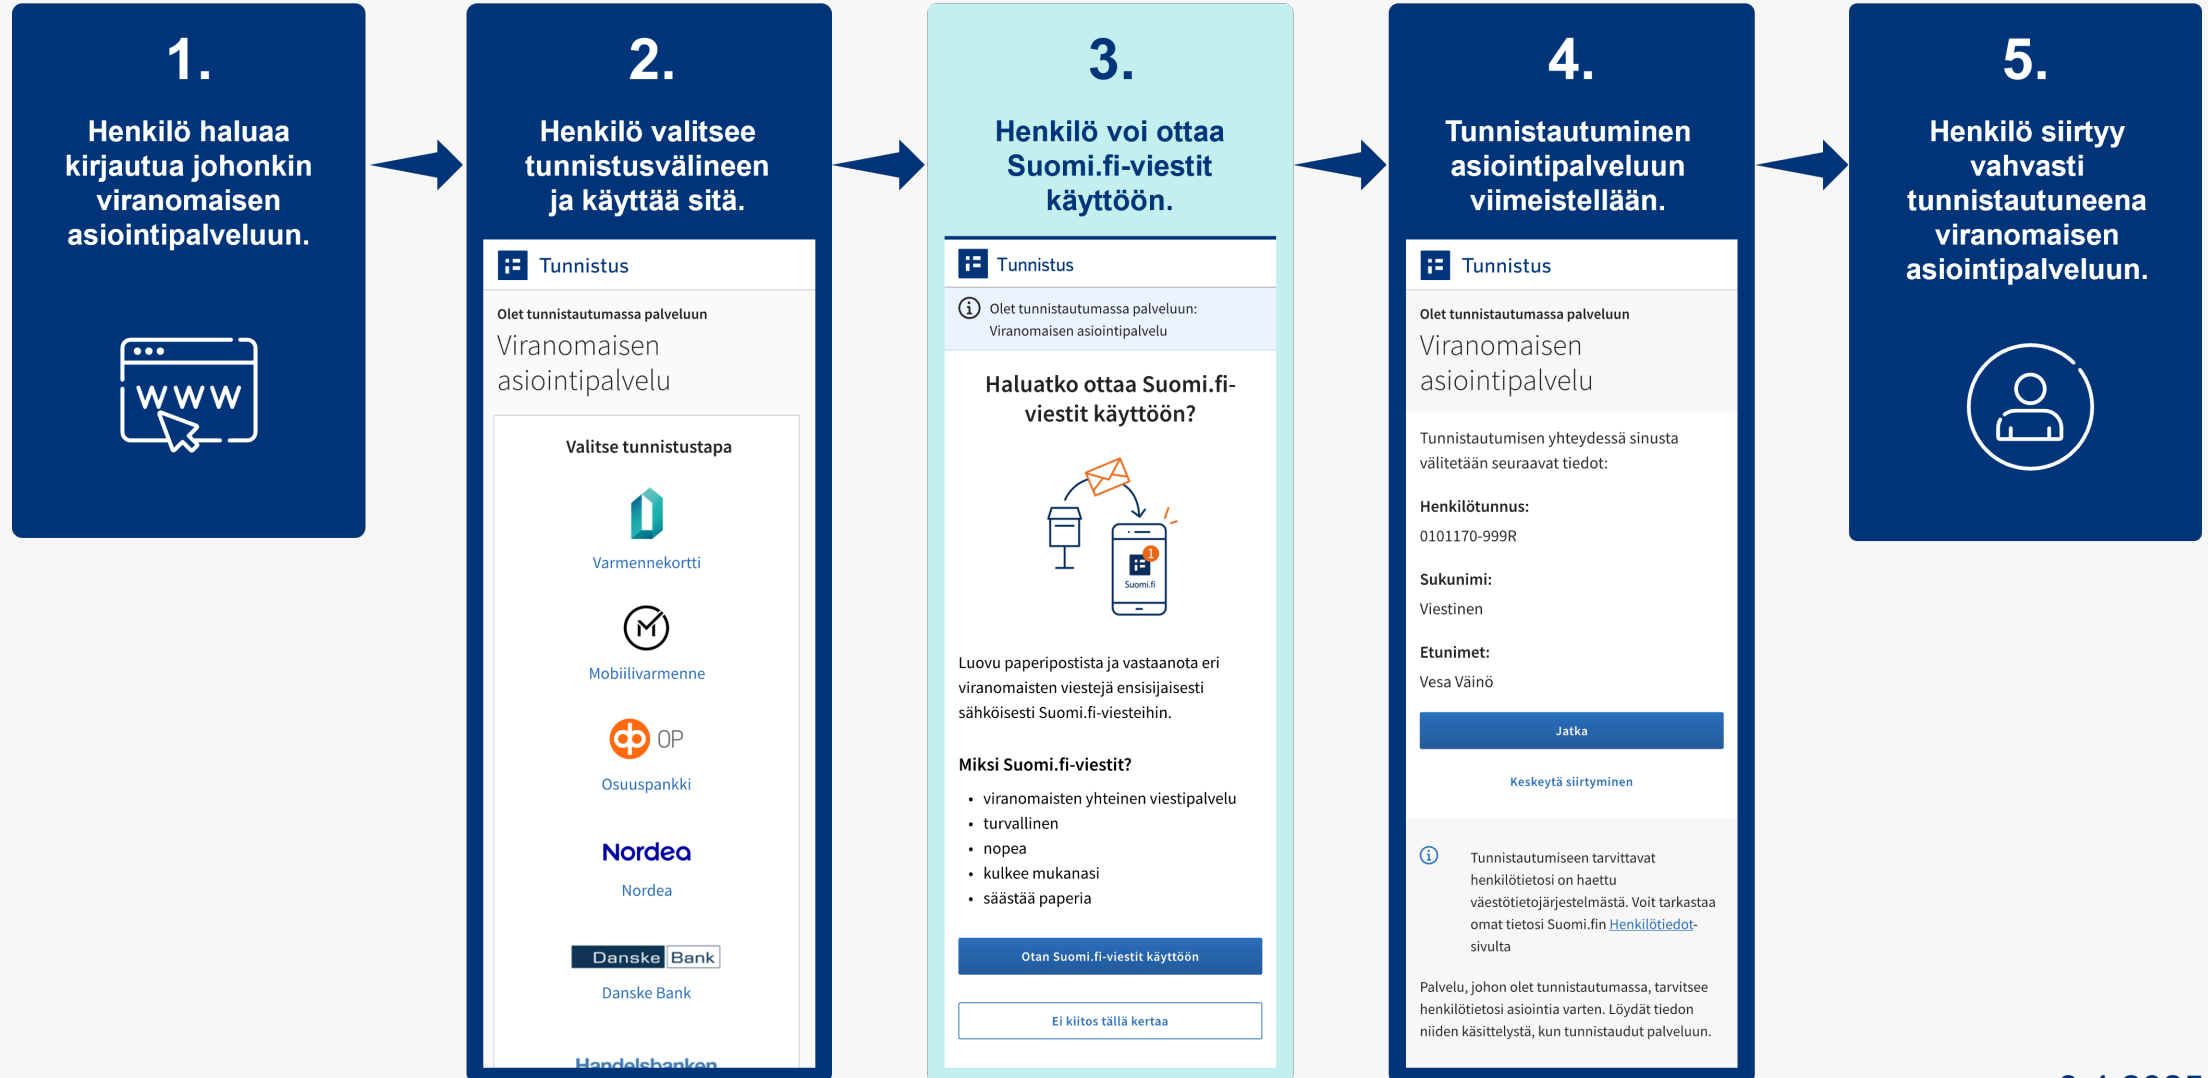 1.
Henkilö haluaa
kirjautua johonkin
viranomaisen
asiointipalveluun.
WWW
2.
Henkilö valitsee
tunnistusvälineen
ja käyttää sitä.
Tunnistus
Olet tunnistautumassa palveluun
Viranomaisen
asiointipalvelu
Valitse tunnistustapa
Varmennekortti
M
Mobiilivarmenne
OP
Osuuspankki
Nordea
Nordea
Danske Bank
Danske Bank
Handelsbanken
3.
Henkilö voi ottaa
Suomi.fi-viestit
käyttöön.
Tunnistus
Olet tunnistautumassa palveluun:
Viranomaisen asiointipalvelu
Haluatko ottaa Suomi.fi-
viestit käyttöön?
1
Suomi.fi
Luovu paperipostista ja vastaanota eri
viranomaisten viestejä ensisijaisesti
sähköisesti Suomi.fi-viesteihin.
Miksi Suomi.fi-viestit?
• viranomaisten yhteinen viestipalvelu
• turvallinen
• nopea
• kulkee mukanasi
• säästää paperia
Otan Suomi.fi-viestit käyttöön
Ei kiitos tällä kertaa
4.
Tunnistautuminen
asiointipalveluun
viimeistellään.
Tunnistus
Olet tunnistautumassa palveluun
Viranomaisen
asiointipalvelu
Tunnistautumisen yhteydessä sinusta
välitetään seuraavat tiedot:
Henkilötunnus:
0101170-999R
Sukunimi:
Viestinen
Etunimet:
Vesa Väinö
Jatka
Keskeytä siirtyminen
Tunnistautumiseen tarvittavat
henkilötietosi on haettu
väestötietojärjestelmästä. Voit tarkastaa
omat tietosi Suomi.fin Henkilötiedot-
sivulta
Palvelu, johon olet tunnistautumassa, tarvitsee
henkilötietosi asiointia varten. Löydät tiedon
niiden käsittelystä, kun tunnistaudut palveluun.
5.
Henkilö siirtyy
vahvasti
tunnistautuneena
viranomaisen
asiointipalveluun.